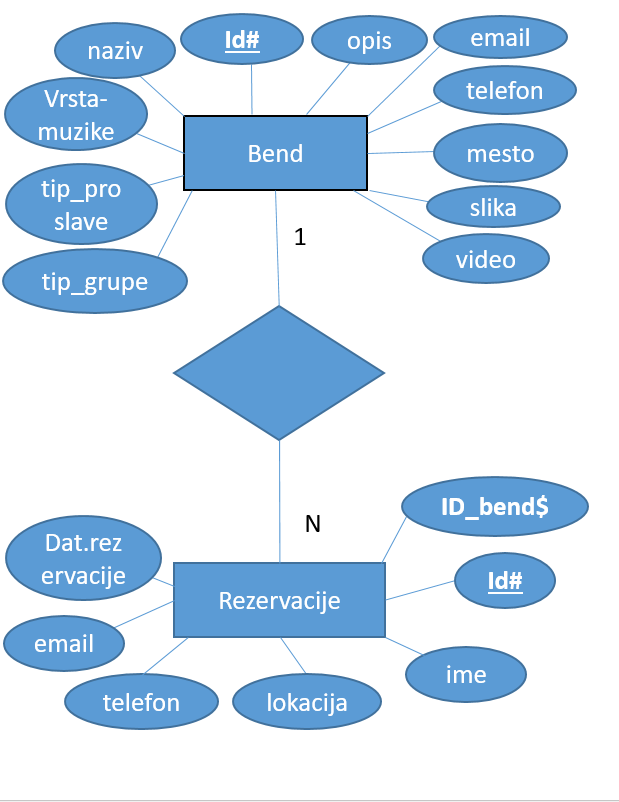 naziv
Id#
opis
email
Vrsta-
muzike
telefon
Bend
mesto
tip_pro
slave
slika
tip_grupe
video
1
N
ID_bend$
Dat.rez
ervacije
Id#
Rezervacije
email
ime
telefon
lokacija